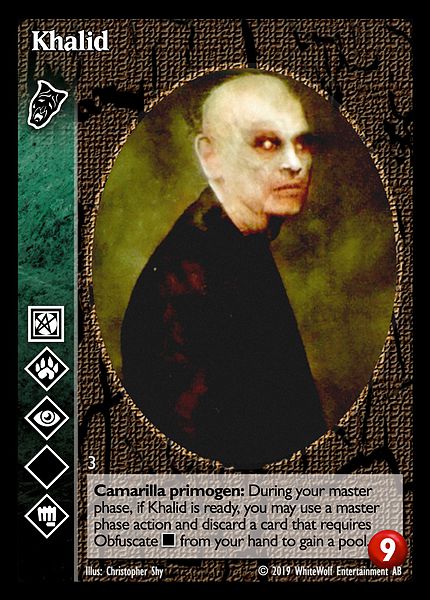 Khalid
3
Camarilla primogen: During your master
phase, if Khalid is ready, you may use a master
phase action and discard a card that requires
Obfuscate from your hand to gain a pool.
9
Illus: Christopher Shy © 2019 WhiteWolf Entertainment AB